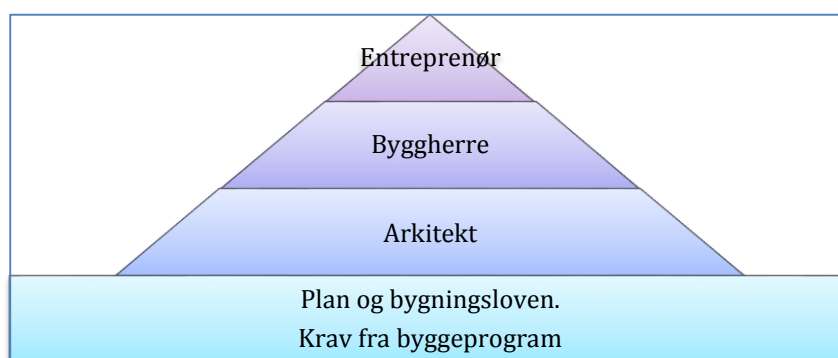 Entreprenør
Byggherre
Arkitekt
Plan og bygningsloven.
Krav fra byggeprogram